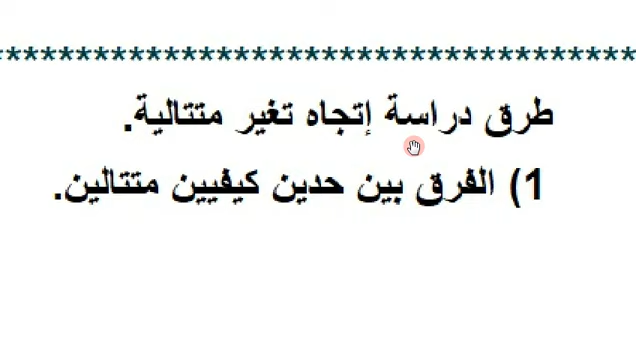 ***************************************
طرق دراسة إتجاه تغير متتالية.
1) الفرق بين حدين كيفيين متتالين.